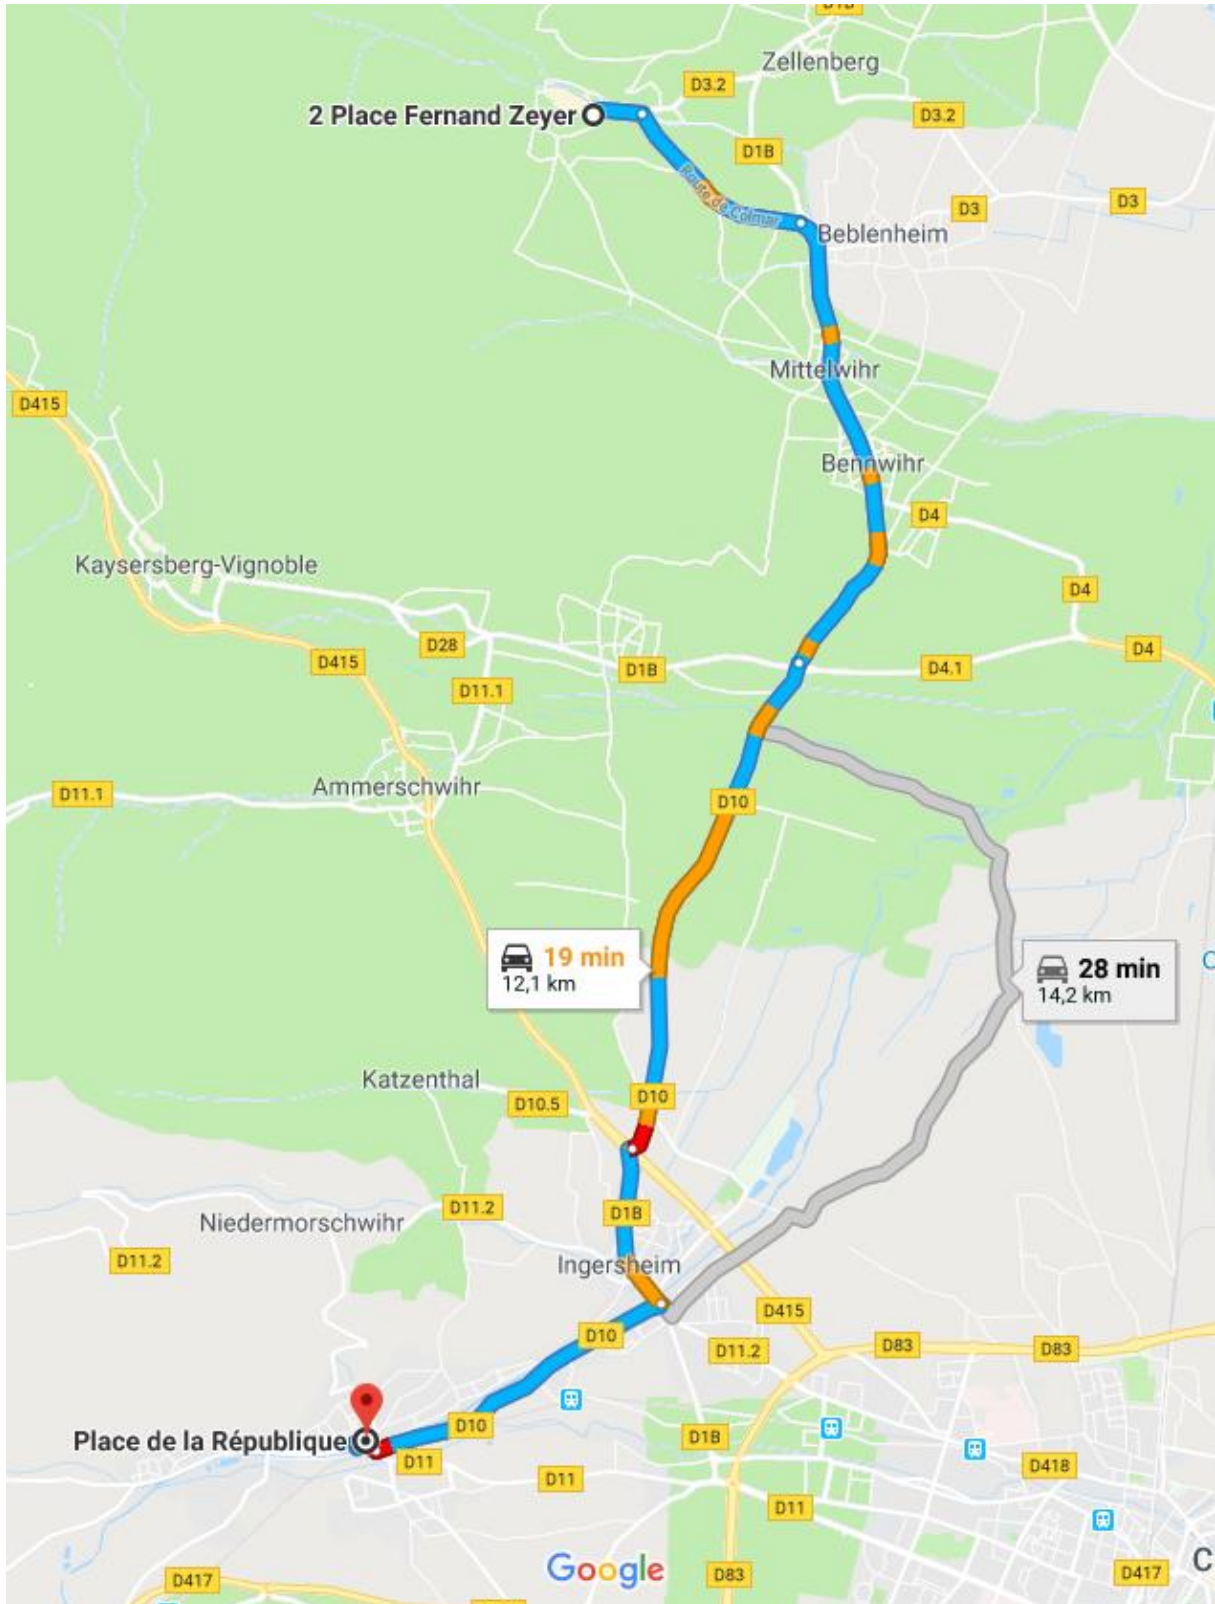 D1B
Zellenberg
D3.2
2 Place Fernand Zeyer
D3.2
D1B
Route de Colmar
D3
D3
Beblenheim
Mittelwihr
D415
Bennwihr
D4
Kaysersberg-Vignoble
D4
D28
D4
D415
D1B
D4.1
D11.1
Ammerschwihr
D11.1
D10
19 min
12,1 km
28 min
14,2 km
Katzenthal
D10
D10.5
D11.2
D1B
Niedermorschwihr
D11.2
Ingersheim
D415
D10
D83
D83
D11.2
Place de la République
D10
D1B
D11
D11
D418
D11
Google
D417
D83
D417
C